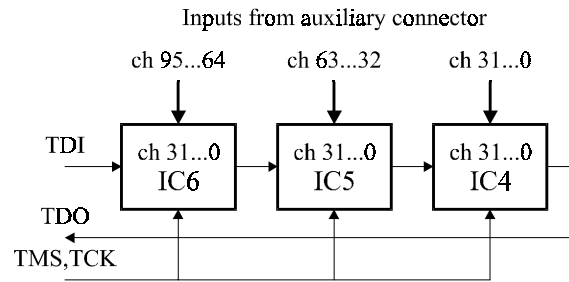 Inputs from auxiliary connector
ch 95...64 ch 63...32 ch 31...0
TDI
ch 31...0 ch 31...0 ch 31...0
IC6 IC5 IC4
TDO
TMS,TCK